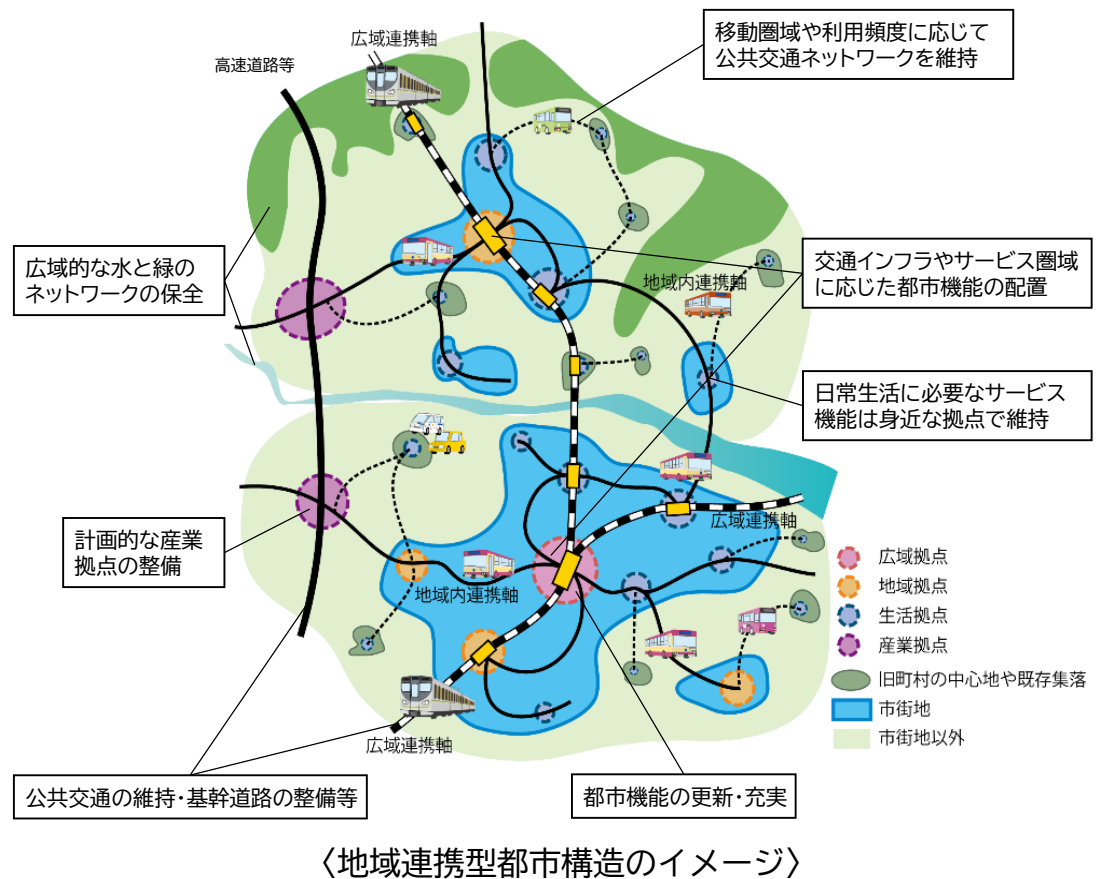 広域連携軸
高速道路等
移動圏域や利用頻度に応じて
公共交通ネットワークを維持
広域的な水と緑の
ネットワークの保全
交通インフラやサービス圏域
に応じた都市機能の配置
地域内連携軸
日常生活に必要なサービス
機能は身近な拠点で維持
広域連携軸
計画的な産業
拠点の整備
地域内連携軸
広域拠点
地域拠点
生活拠点
産業拠点
旧町村の中心地や既存集落
市街地
市街地以外
広域連携軸
公共交通の維持・基幹道路の整備等
都市機能の更新・充実
〈地域連携型都市構造のイメージ〉